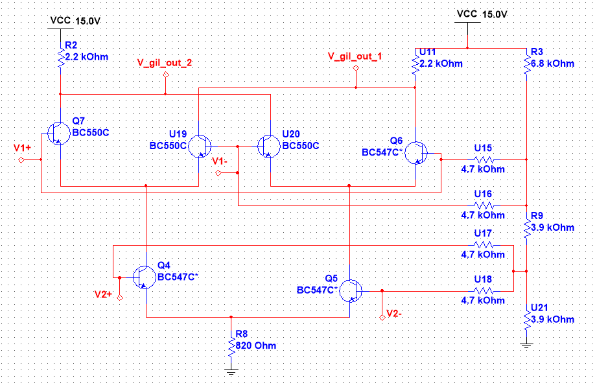 VCC 15.0V
VCC 15.0V
R2
2.2 kOhm
V_gil_out_2
V_gil_out_1
U11
2.2 kOhm
R3
6.8 kOhm
Q7
BC550C
U19
BC550C
U20
BC550C
Q6
BC547C*
V1+
V1-
U15
4.7 kOhm
U16
4.7 kOhm
R9
3.9 kOhm
U17
4.7 kOhm
Q4
BC547C*
Q5
BC547C*
U18
4.7 kOhm
V2+
V2-
U21
3.9 kOhm
R8
820 Ohm